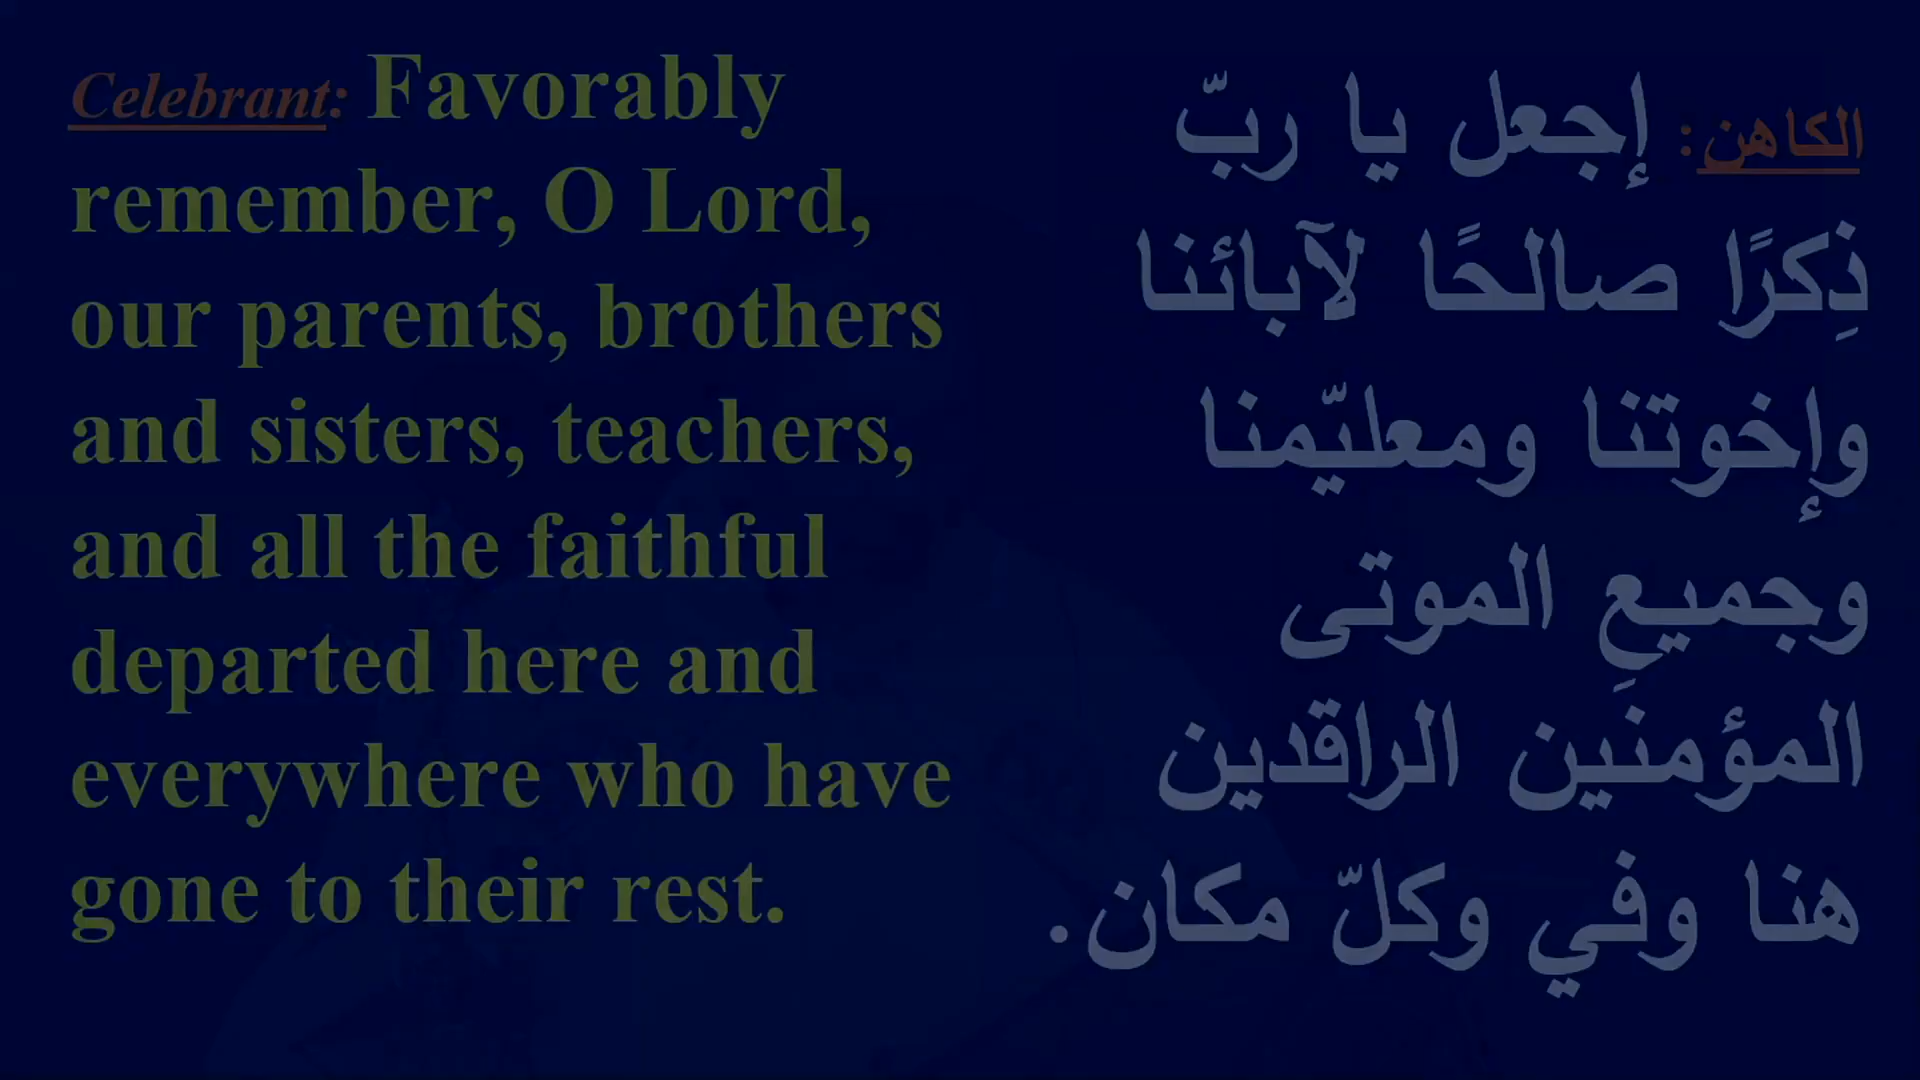 Celebrant: Favorably
remember, O Lord,
our parents, brothers
and sisters, teachers,
and all the faithful
departed here and
everywhere who have
gone to their rest.
الكاهن: إجعل يا ربّ
ذِكرًا صالحًا لآبائنا
وإخوتنا ومعليّمنا
وجميعِ الموتى
المؤمنين الراقدين
هنا وفي وكلّ مكان.